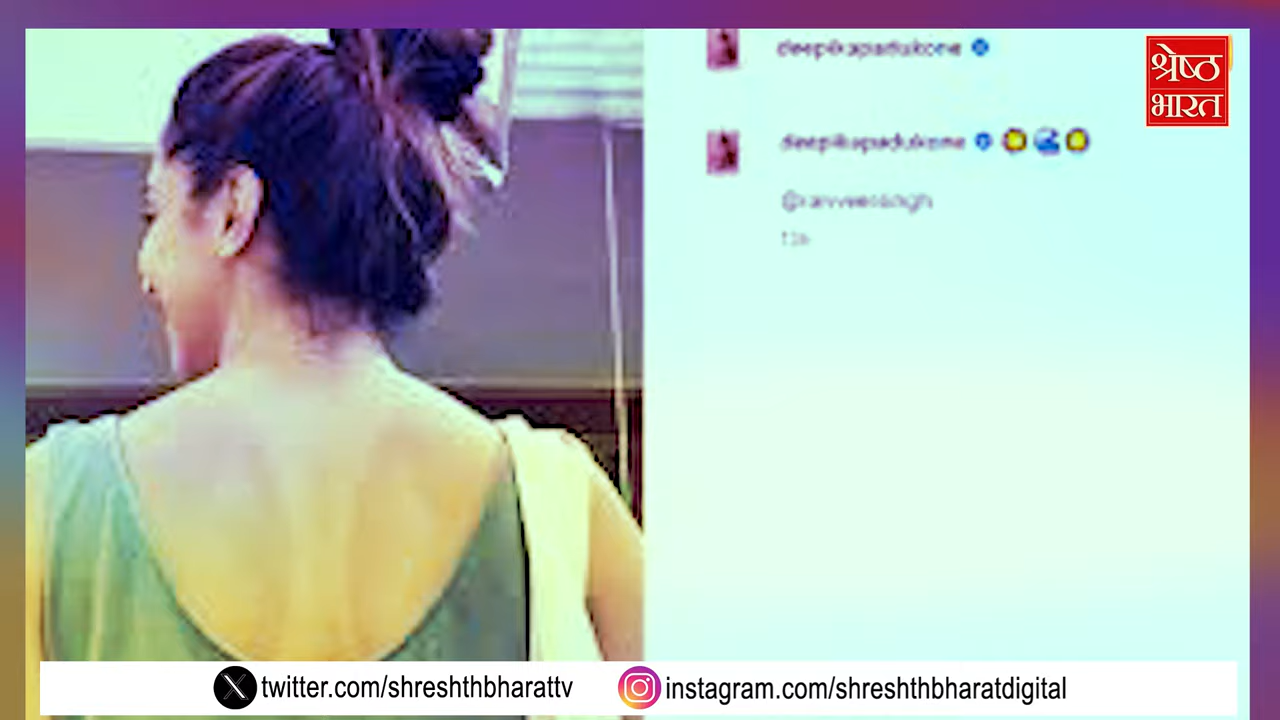 deepikapadukone
श्रेष्ठ
भारत
deepikapadukone
@ranveersingh
twitter.com/shreshthbharattv
instagram.com/shreshthbharatdigital